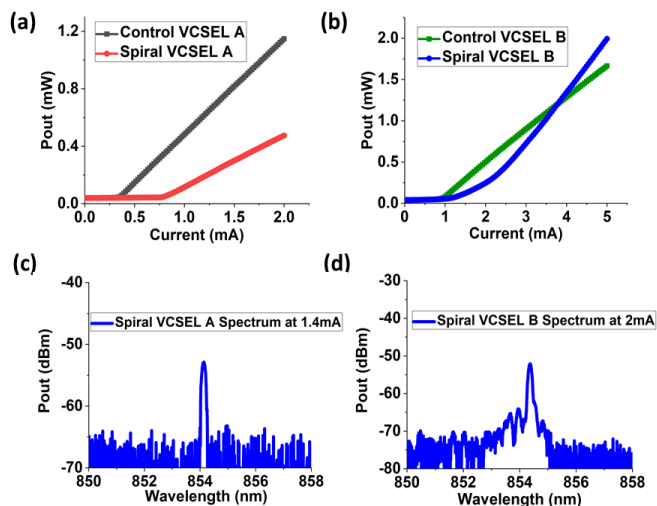 (a)
Control VCSEL A
Spiral VCSEL A
Pout (mW)
1.2
0.8
0.4
0.0
0.0 0.5 1.0 1.5 2.0
Current (mA)
(b)
Control VCSEL B
Spiral VCSEL B
Pout (mW)
2.0
1.5
1.0
0.5
0.0
0 1 2 3 4 5
Current (mA)
(c)
Spiral VCSEL A Spectrum at 1.4mA
Pout (dBm)
-40
-50
-60
-70
850 852 854 856 858
Wavelength (nm)
(d)
Spiral VCSEL B Spectrum at 2mA
Pout (dBm)
-30
-40
-50
-60
-70
-80
850 852 854 856 858
Wavelength (nm)